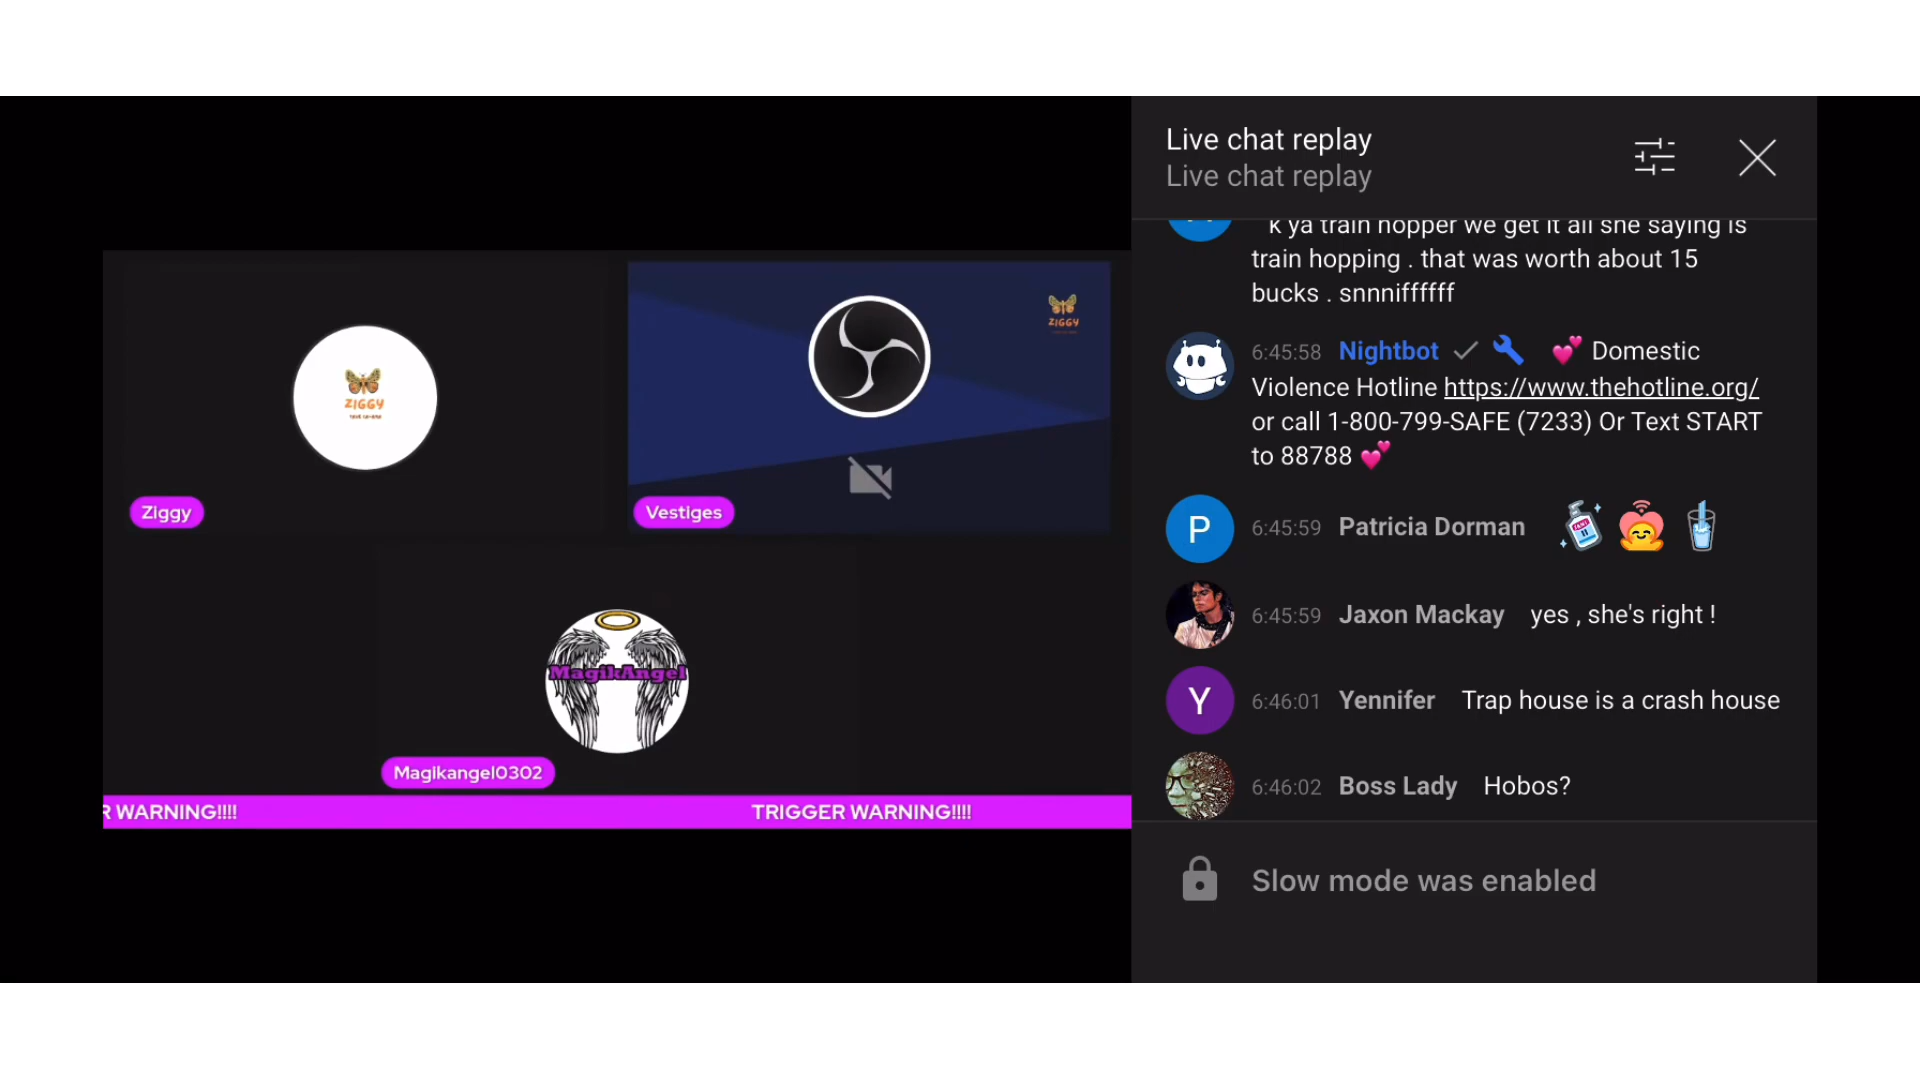 Live chat replay
Live chat replay
k ya train hopper we get it all she saying is
train hopping . that was worth about 15
bucks . snnniffffff
6:45:58 Nightbot 💕 Domestic
Violence Hotline https://www.thehotline.org/
or call 1-800-799-SAFE (7233) Or Text START
to 88788 💕
P
6:45:59 Patricia Dorman
6:45:59 Jaxon Mackay yes , she's right !
Y
6:46:01 Yennifer Trap house is a crash house
6:46:02 Boss Lady Hobos?
Slow mode was enabled
ZIGGY
Ziggy
ZIGGY
Vestiges
MagikAngel
Magikangel0302
R WARNING!!!! TRIGGER WARNING!!!!